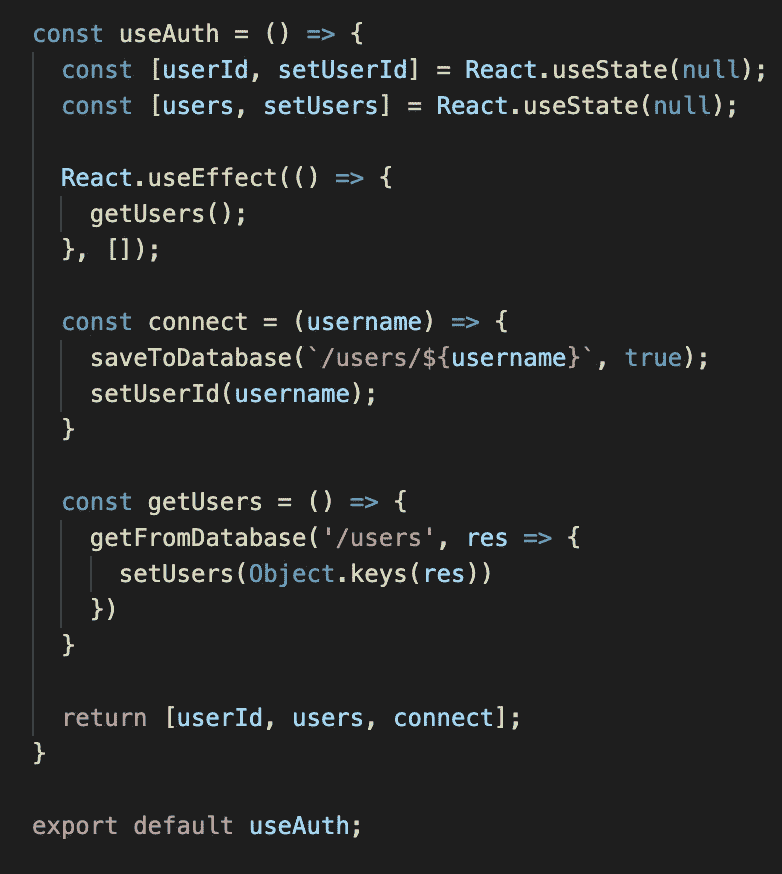 const useAuth = () => {
  const [userId, setUserId] = React.useState(null);
  const [users, setUsers] = React.useState(null);

  React.useEffect(() => {
    getUsers();
  }, []);

  const connect = (username) => {
    saveToDatabase(`/users/${username}`, true);
    setUserId(username);
  }

  const getUsers = () => {
    getFromDatabase('/users', res => {
      setUsers(Object.keys(res))
    })
  }

  return [userId, users, connect];
}

export default useAuth;